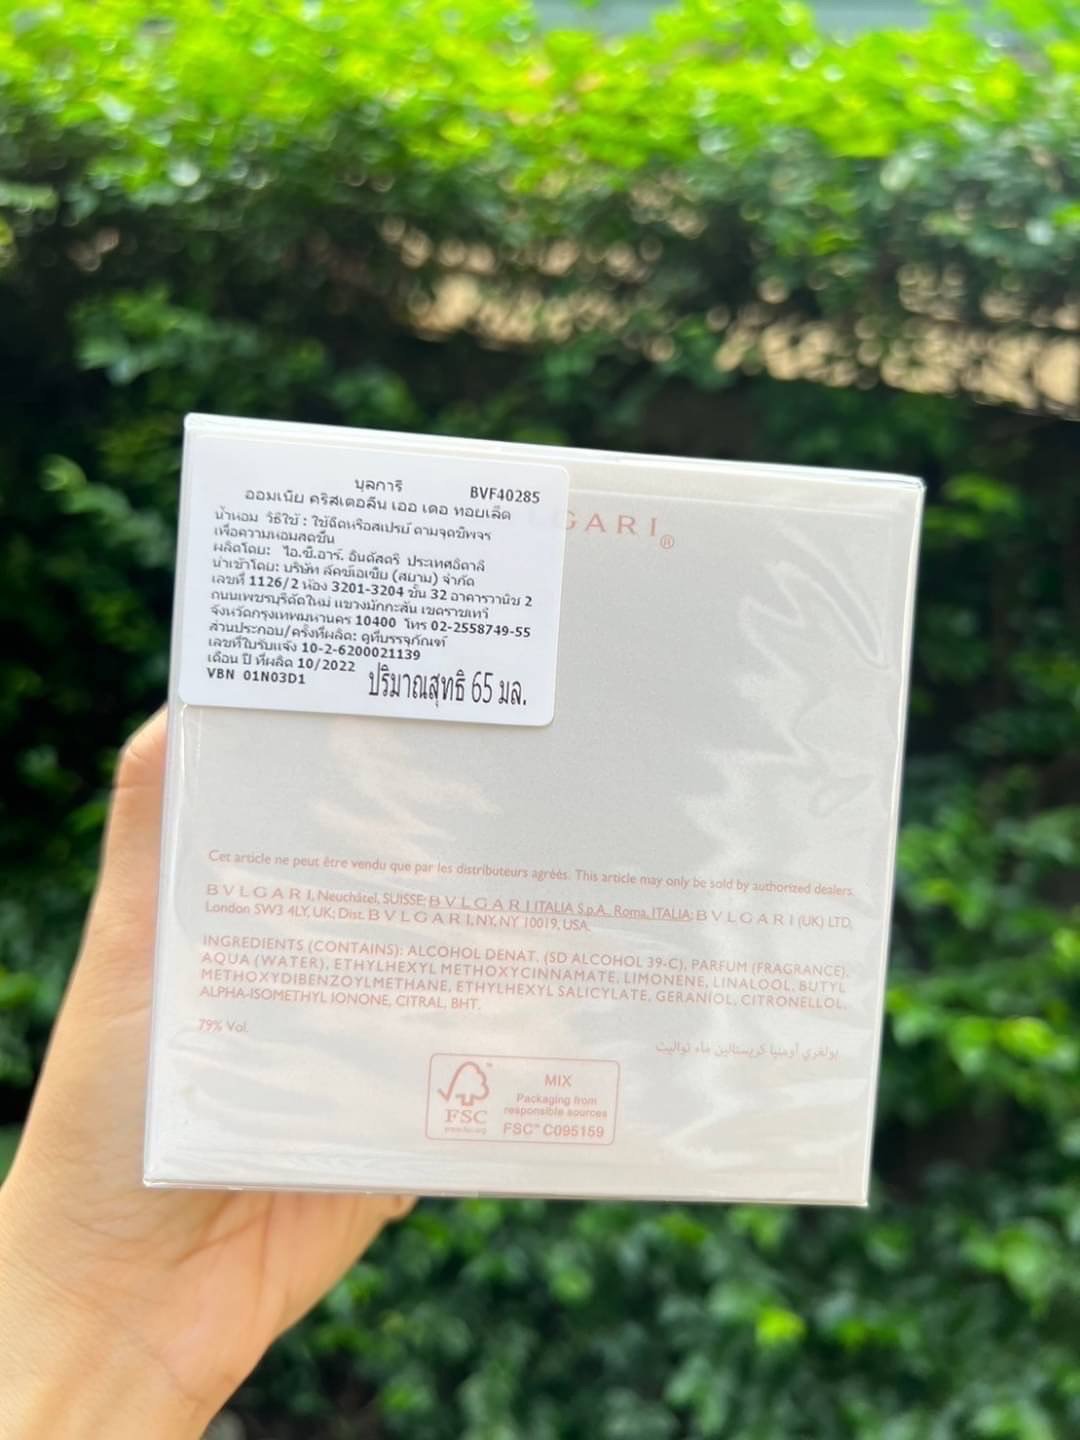 บุลการี BVF40285
ออมเนีย คริสเตอลีน เออ เดอ ทอยเล็ต
น้ำหอม วิธีใช้ : ใช้ฉีดหรือสเปรย์ ตามจุดชีพจร
เพื่อความหอมสดชื่น
ผลิตโดย: ไอ.ซี.อาร์. อินดัสตรี ประเทศอิตาลี
นำเข้าโดย: บริษัท ลัคซ์เอเชีย (สยาม) จำกัด
เลขที่ 1126/2 ห้อง 3201-3204 ชั้น 32 อาคารวานิช 2
ถนนเพชรบุรีตัดใหม่ แขวงมักกะสัน เขตราชเทวี
จังหวัดกรุงเทพมหานคร 10400 โทร 02-2558749-55
ส่วนประกอบ/ครั้งที่ผลิต: ดูที่บรรจุภัณฑ์
เลขที่ใบรับแจ้ง 10-2-6200021139
เดือน ปี ที่ผลิต 10/2022
VBN 01N03D1 ปริมาณสุทธิ 65 มล.
GARI®
Cet article ne peut être vendu que par les distributeurs agréés. This article may only be sold by authorized dealers.
BVLGARI, Neuchâtel, SUISSE; BVLGARI ITALIA S.p.A., Roma, ITALIA; BVLGARI (UK) LTD,
London SW3 4LY, UK; Dist. BVLGARI, NY, NY 10019, USA.
INGREDIENTS (CONTAINS): ALCOHOL DENAT. (SD ALCOHOL 39-C), PARFUM (FRAGRANCE),
AQUA (WATER), ETHYLHEXYL METHOXYCINNAMATE, LIMONENE, LINALOOL, BUTYL
METHOXYDIBENZOYLMETHANE, ETHYLHEXYL SALICYLATE, GERANIOL, CITRONELLOL,
ALPHA-ISOMETHYL IONONE, CITRAL, BHT.
79% Vol.
بولغري أومنيا كريستالين ماء تواليت
FSC
MIX
Packaging from
responsible sources
FSC™ C095159